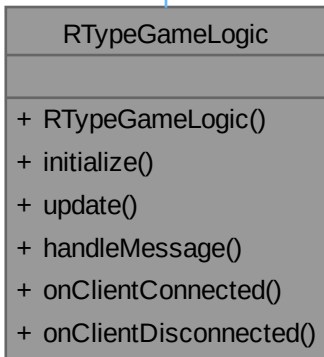 RTypeGameLogic
+ RTypeGameLogic()
+ initialize()
+ update()
+ handleMessage()
+ onClientConnected()
+ onClientDisconnected()